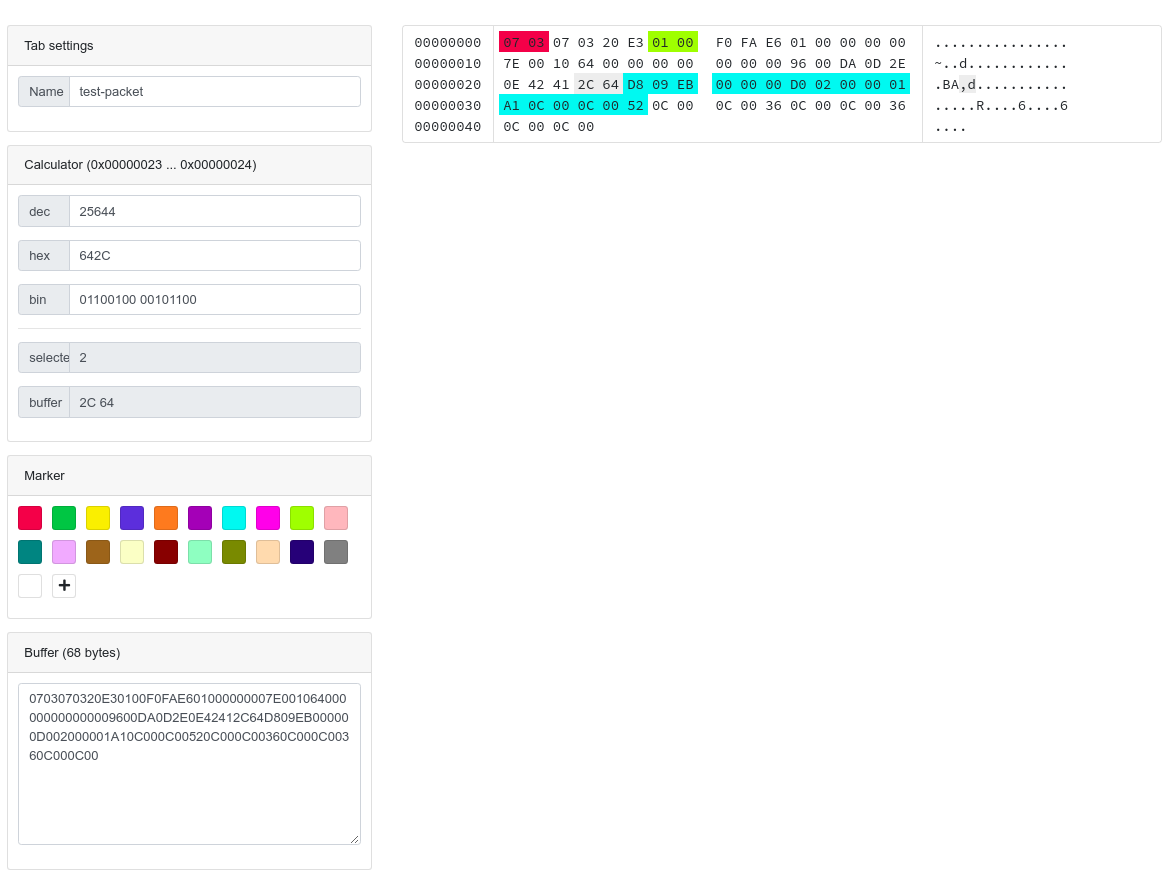 Tab settings
Name test-packet
Calculator (0x00000023 ... 0x00000024)
dec 25644
hex 642C
bin 01100100 00101100
selecte 2
buffer 2C 64
Marker
+
Buffer (68 bytes)
0703070320E30100F0FAE601000000007E001064000
000000000009600DA0D2E0E42412C64D809EB00000
0D002000001A10C000C00520C000C00360C000C003
60C000C00
00000000 07 03 07 03 20 E3 01 00 F0 FA E6 01 00 00 00 00 ................
00000010 7E 00 10 64 00 00 00 00 00 00 00 96 00 DA 0D 2E ~..d............
00000020 0E 42 41 2C 64 D8 09 EB 00 00 00 D0 02 00 00 01 .BA,d...........
00000030 A1 0C 00 0C 00 52 0C 00 0C 00 36 0C 00 0C 00 36 .....R....6....6
00000040 0C 00 0C 00 ....